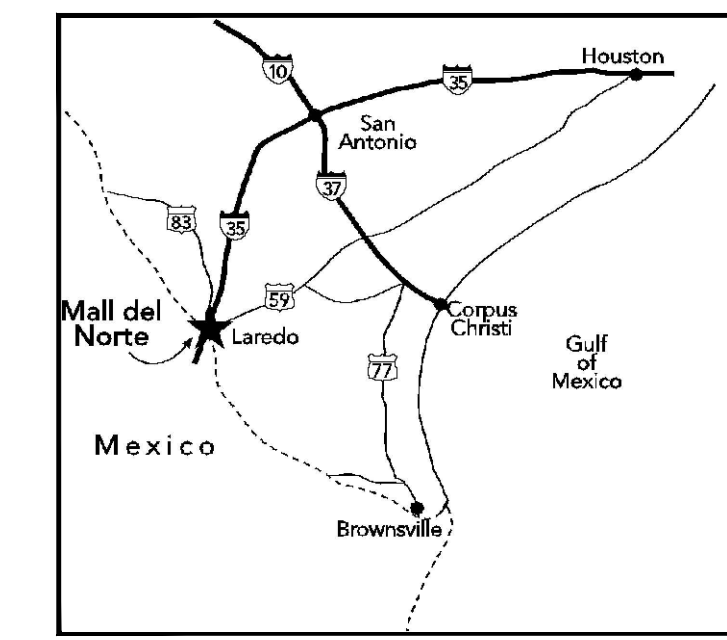 Houston
10
35
San
Antonio
37
83
35
59
Mall del
Norte
Laredo
Corpus
Christi
Gulf
of
Mexico
77
Mexico
Brownsville